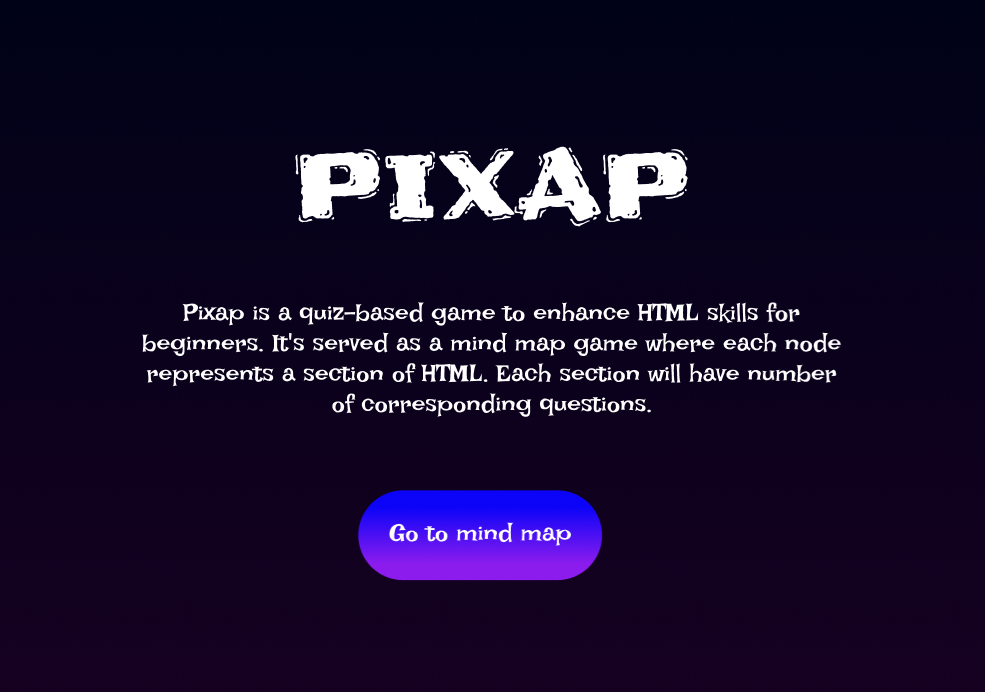 PIXAP
Pixap is a quiz-based game to enhance HTML skills for
beginners. It's served as a mind map game where each node
represents a section of HTML. Each section will have number
of corresponding questions.
Go to mind map